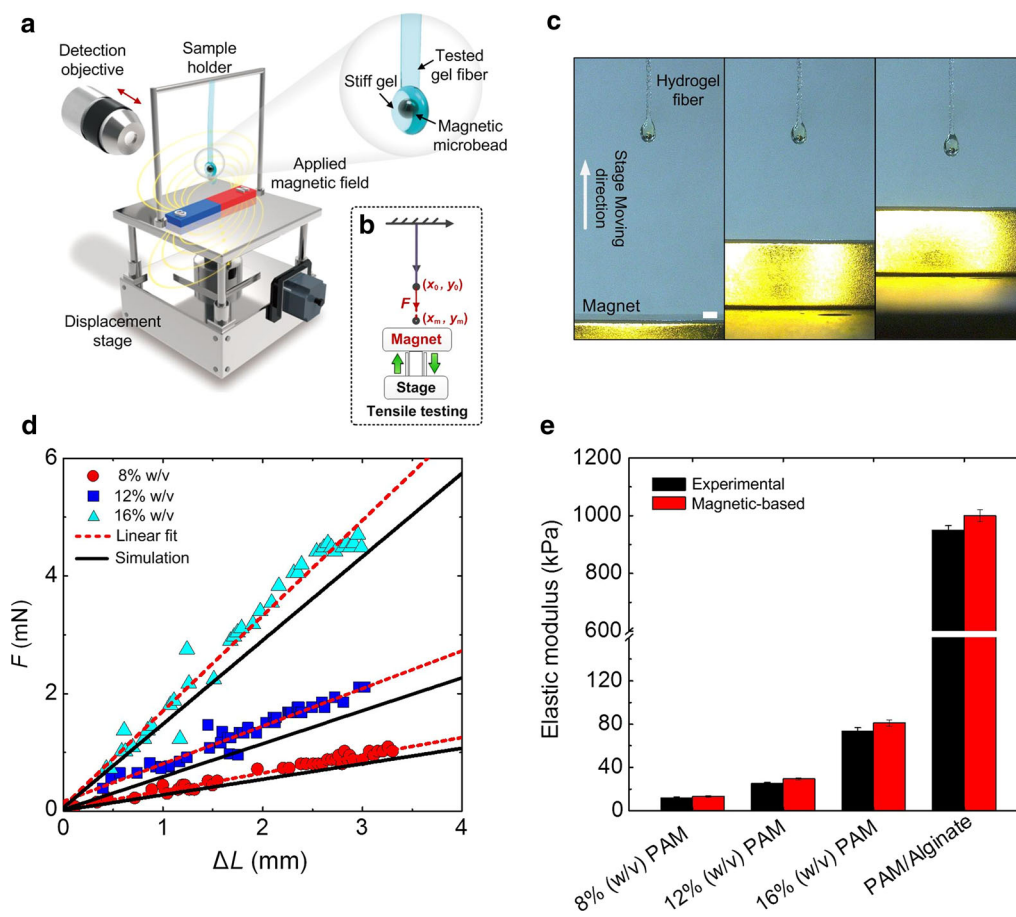 a
Detection
objective
Sample
holder
Stiff gel
Tested
gel fiber
Magnetic
microbead
Applied
magnetic field
Displacement
stage
b
(x₀, y₀)
F
(xₘ, yₘ)
Magnet
Stage
Tensile testing
c
Hydrogel
fiber
Stage Moving
direction
Magnet
d
8% w/v
12% w/v
16% w/v
Linear fit
Simulation
6
4
2
0
0
1
2
3
4
F (mN)
ΔL (mm)
e
Experimental
Magnetic-based
1200
1000
800
600
120
80
40
0
Elastic modulus (kPa)
8% (w/v) PAM
12% (w/v) PAM
16% (w/v) PAM
PAM/Alginate